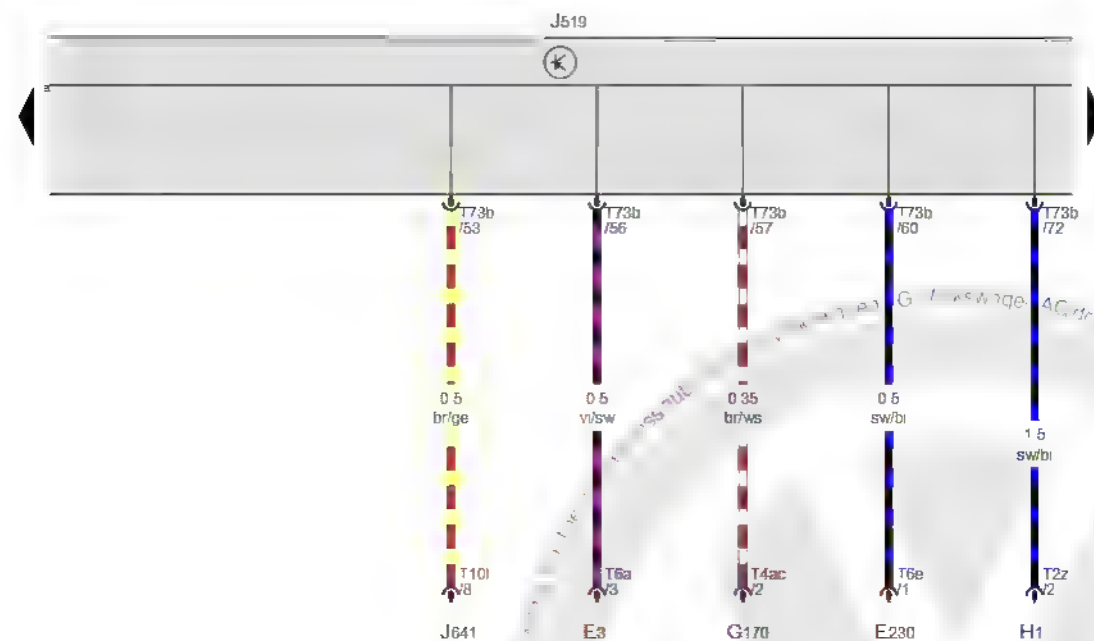 J519
T73b T73b T73b T73b T73b
/53 /56 /57 /60 /72
0 5 0 5 0 35 0 5
br/ge vi/sw br/ws sw/bl
1 5
sw/bl
T10l T6a T4ac T6e T2z
/8 /3 /2 /1 /2
J641 E3 G170 E230 H1